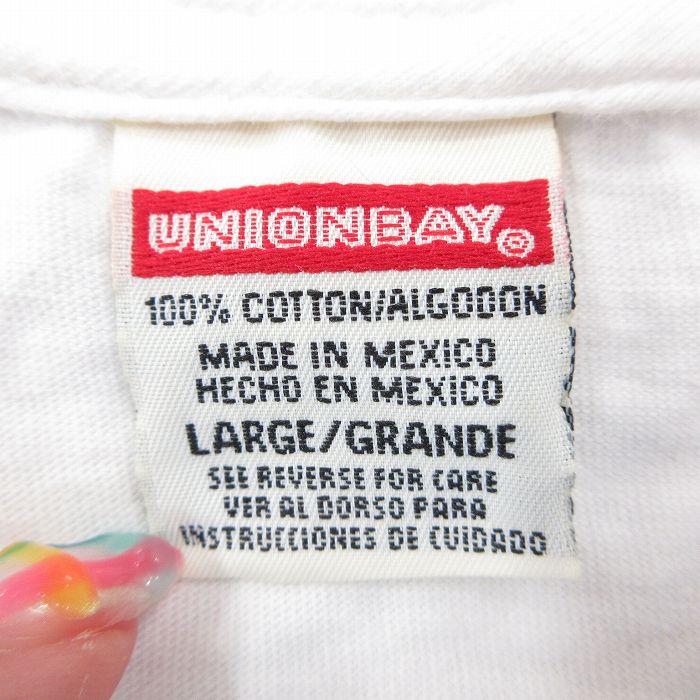 UNIONBAY®
100% COTTON/ALGODON
MADE IN MEXICO
HECHO EN MEXICO
LARGE/GRANDE
SEE REVERSE FOR CARE
VER AL DORSO PARA
INSTRUCCIONES DE CUIDADO